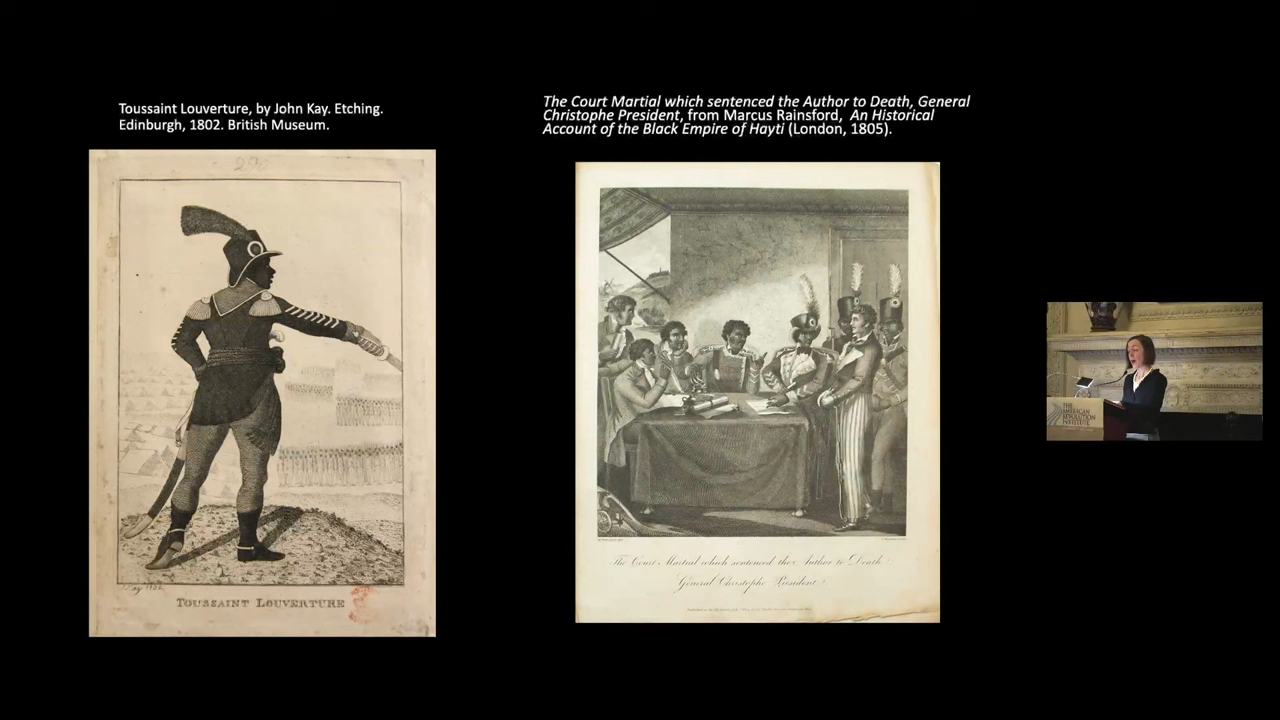 Toussaint Louverture, by John Kay. Etching.
Edinburgh, 1802. British Museum.
The Court Martial which sentenced the Author to Death, General
Christophe President, from Marcus Rainsford, An Historical
Account of the Black Empire of Hayti (London, 1805).
Kay 1802
TOUSSAINT LOUVERTURE
The Court Martial which sentenced the Author to Death.
General Christophe President.
THE
AMERICAN
REVOLUTION
INSTITUTE